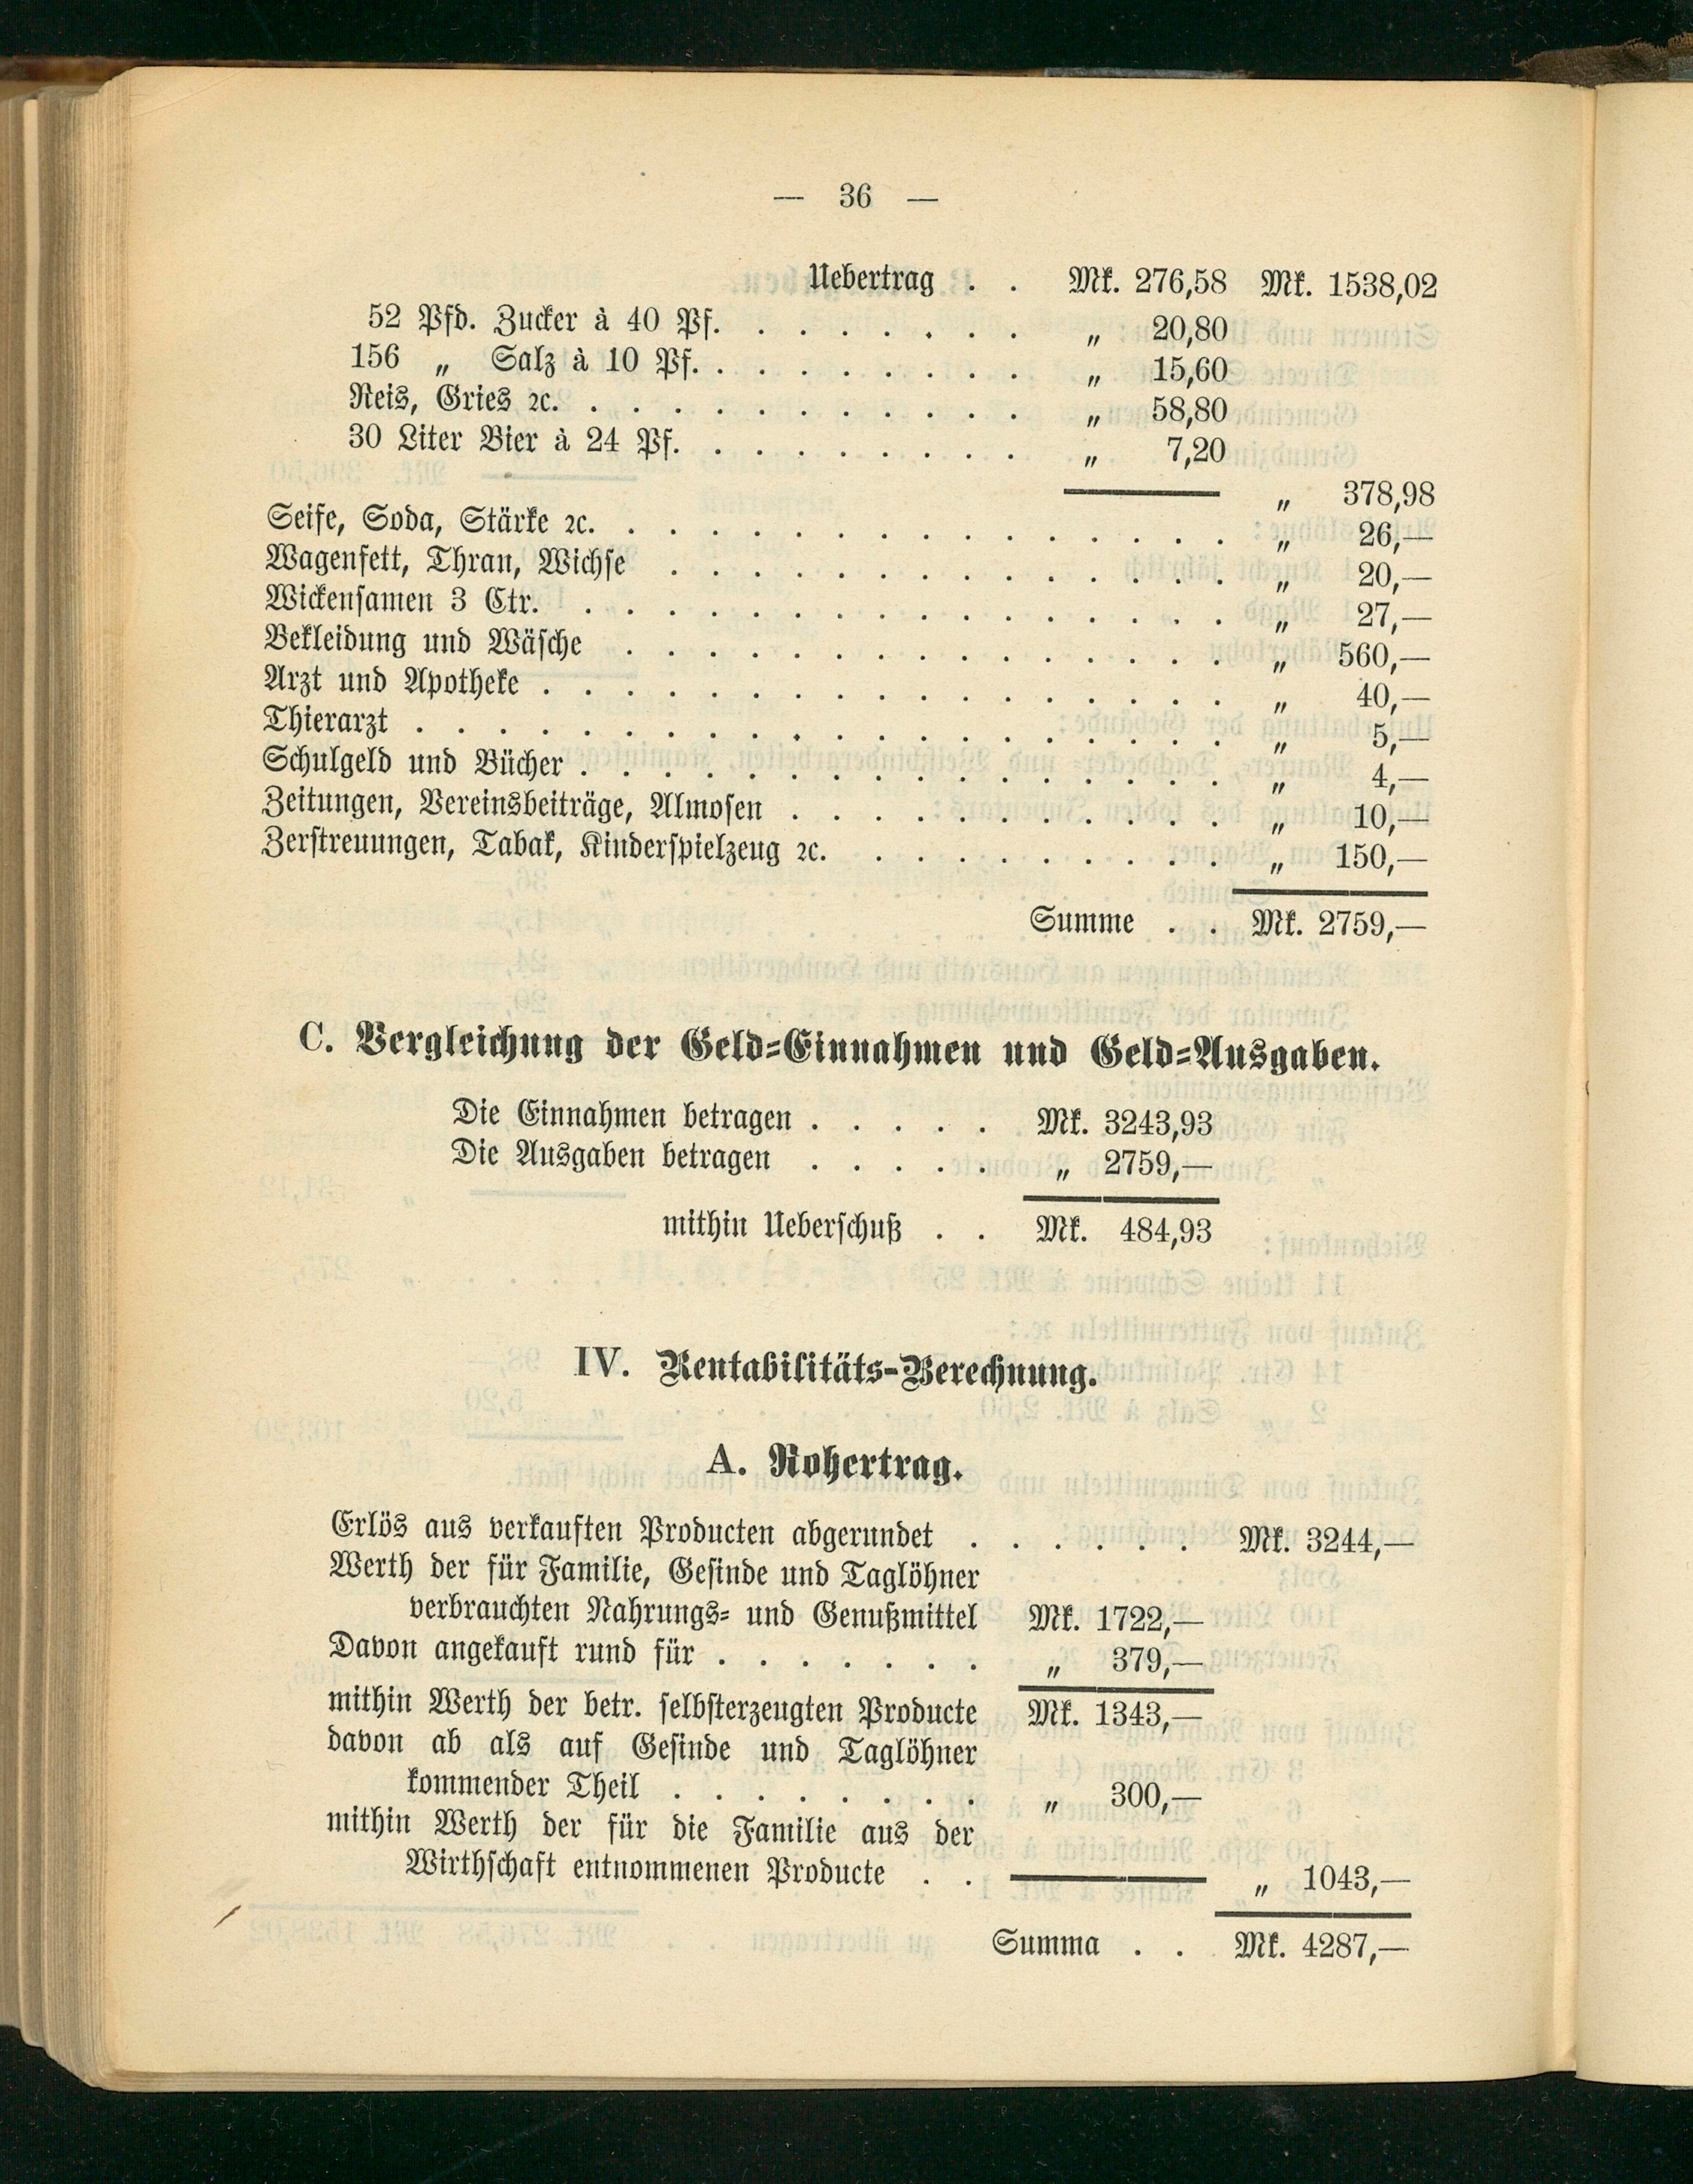 — 36 —
Uebertrag . . Mk. 276,58 Mk. 1538,02
52 Pfd. Zucker à 40 Pf. . . . . . . . „ 20,80
156 „ Salz à 10 Pf. . . . . . . . . „ 15,60
Reis, Gries ꝛc. . . . . . . . . . . . „ 58,80
30 Liter Bier à 24 Pf. . . . . . . . . „ 7,20
„ 378,98
Seife, Soda, Stärke ꝛc. . . . . . . . . . . . . . . . „ 26,—
Wagenfett, Thran, Wichse . . . . . . . . . . . . . . „ 20,—
Wickensamen 3 Ctr. . . . . . . . . . . . . . . . . „ 27,—
Bekleidung und Wäsche . . . . . . . . . . . . . . . „ 560,—
Arzt und Apotheke . . . . . . . . . . . . . . . . . „ 40,—
Thierarzt . . . . . . . . . . . . . . . . . . . . „ 5,—
Schulgeld und Bücher . . . . . . . . . . . . . . . . „ 4,—
Zeitungen, Vereinsbeiträge, Almosen . . . . . . . . . . . „ 10,—
Zerstreuungen, Tabak, Kinderspielzeug ꝛc. . . . . . . . . . „ 150,—
Summe . . Mk. 2759,—
C. Vergleichung der Geld=Einnahmen und Geld=Ausgaben.
Die Einnahmen betragen . . . . . Mk. 3243,93
Die Ausgaben betragen . . . . . „ 2759,—
mithin Ueberschuß . . Mk. 484,93
IV. Rentabilitäts-Berechnung.
A. Rohertrag.
Erlös aus verkauften Producten abgerundet . . . . . . Mk. 3244,—
Werth der für Familie, Gesinde und Taglöhner
verbrauchten Nahrungs= und Genußmittel Mk. 1722,—
Davon angekauft rund für . . . . . . . „ 379,—
mithin Werth der betr. selbsterzeugten Producte Mk. 1343,—
davon ab als auf Gesinde und Taglöhner
kommender Theil . . . . . . . . „ 300,—
mithin Werth der für die Familie aus der
Wirthschaft entnommenen Producte . . „ 1043,—
Summa . . Mk. 4287,—